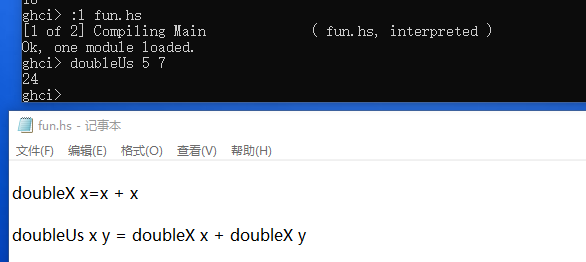 ghci> :l fun.hs
[1 of 2] Compiling Main             ( fun.hs, interpreted )
Ok, one module loaded.
ghci> doubleUs 5 7
24
ghci>
fun.hs - 记事本
文件(F) 编辑(E) 格式(O) 查看(V) 帮助(H)
doubleX x=x + x
doubleUs x y = doubleX x + doubleX y